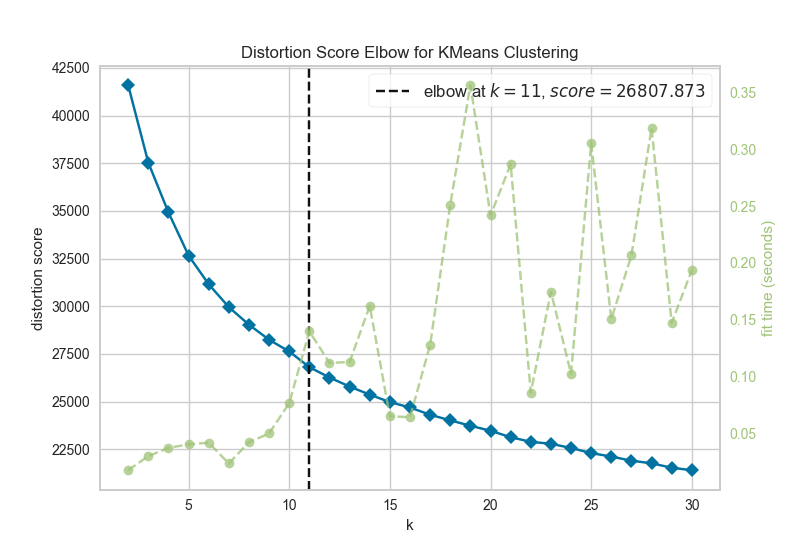 Distortion Score Elbow for KMeans Clustering
elbow at k = 11, score = 26807.873
distortion score
42500
40000
37500
35000
32500
30000
27500
25000
22500
0.35
0.30
0.25
0.20
0.15
0.10
0.05
fit time (seconds)
5 10 15 20 25 30
k